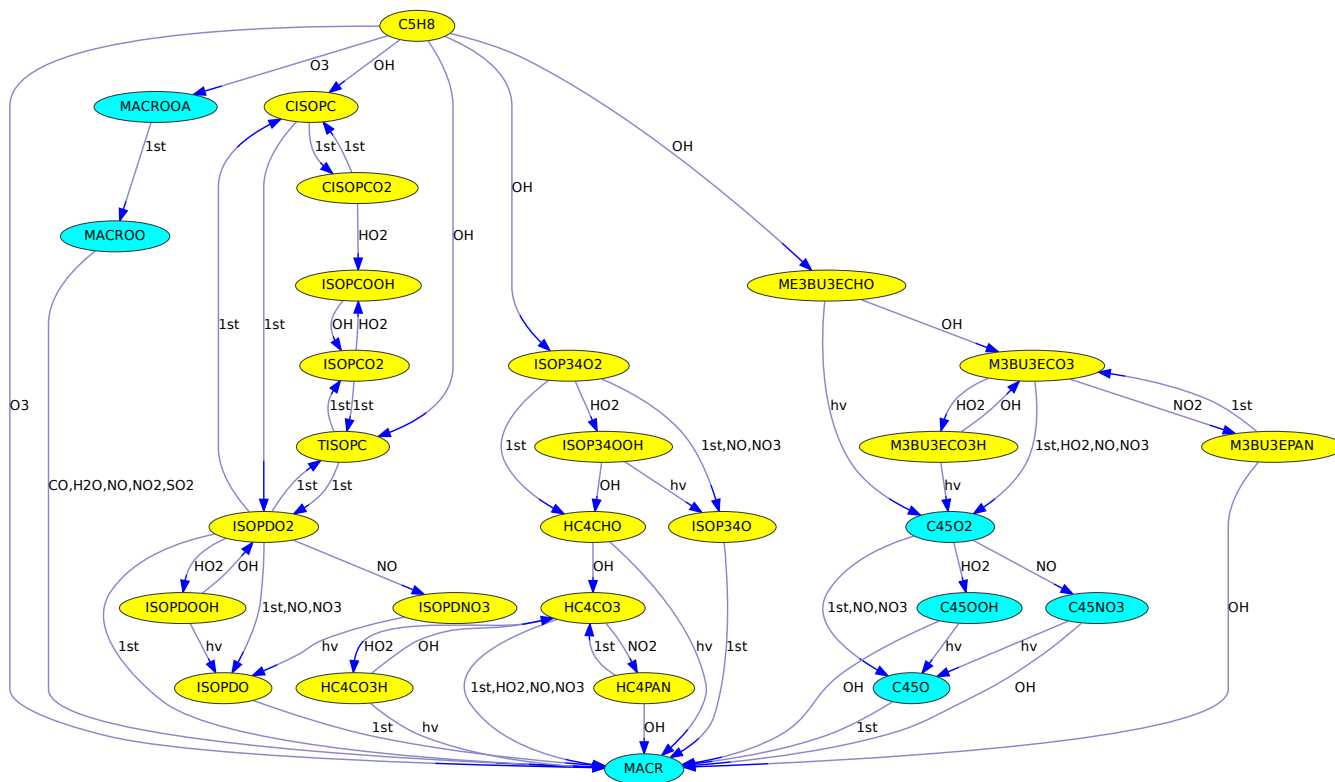 C5H8
O3
OH
MACROOA
CISOPC
1st
1st
1st
OH
CISOPCO2
OH
OH
MACROO
HO2
ISOPCOOH
ME3BU3ECHO
1st
1st
OH
HO2
OH
ISOPCO2
ISOP34O2
M3BU3ECO3
O3
1st
1st
HO2
hv
HO2
OH
NO2
1st
TISOPC
1st
ISOP34OOH
1st,NO,NO3
M3BU3ECO3H
1st,HO2,NO,NO3
M3BU3EPAN
CO,H2O,NO,NO2,SO2
1st
1st
OH
hv
hv
ISOPDO2
HC4CHO
ISOP34O
C45O2
HO2
OH
NO
OH
HO2
NO
ISOPDOOH
1st,NO,NO3
ISOPDNO3
HC4CO3
1st,NO,NO3
C45OOH
C45NO3
OH
1st
hv
hv
HO2
OH
1st
NO2
hv
1st
hv
hv
ISOPDO
HC4CO3H
1st,HO2,NO,NO3
HC4PAN
C45O
OH
OH
1st
hv
OH
1st
MACR